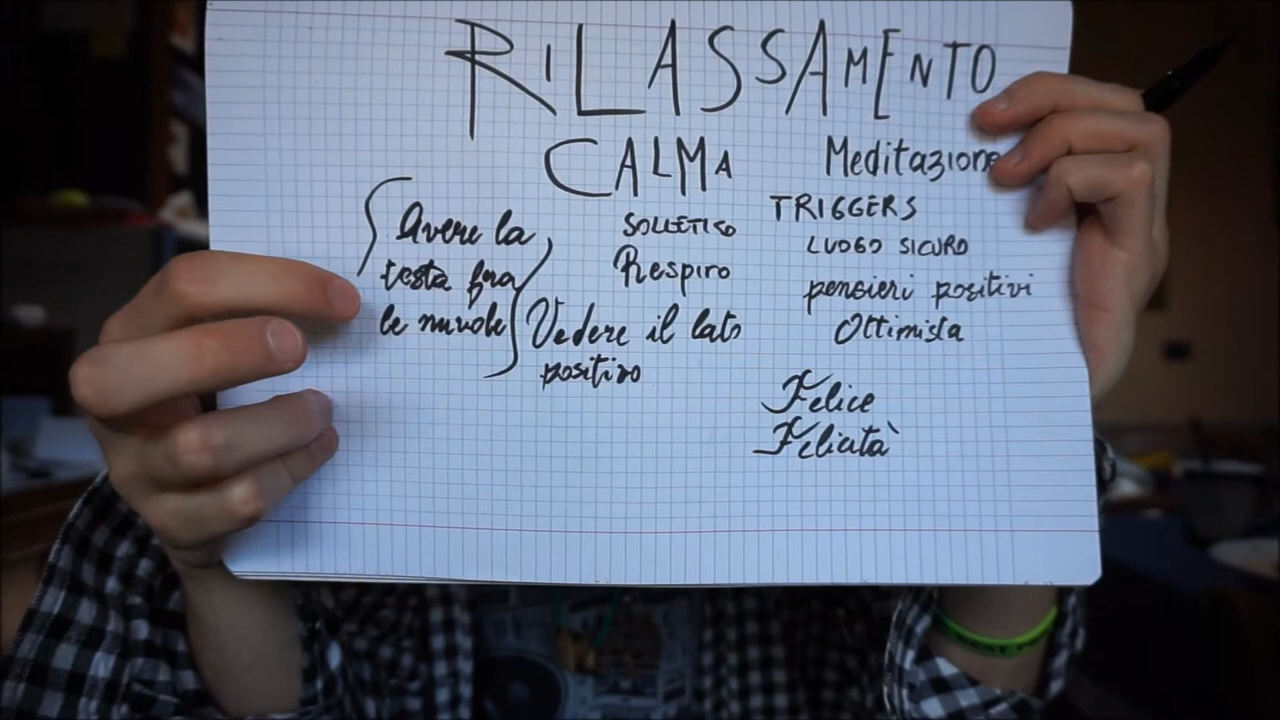 RILASSAMENTO
CALMA
Meditazione
TRIGGERS
SOLLETICO
LUOGO SICURO
Avere la
testa fra
le nuvole
Respiro
pensieri positivi
Vedere il lato
positivo
Ottimista
Felice
Felicità